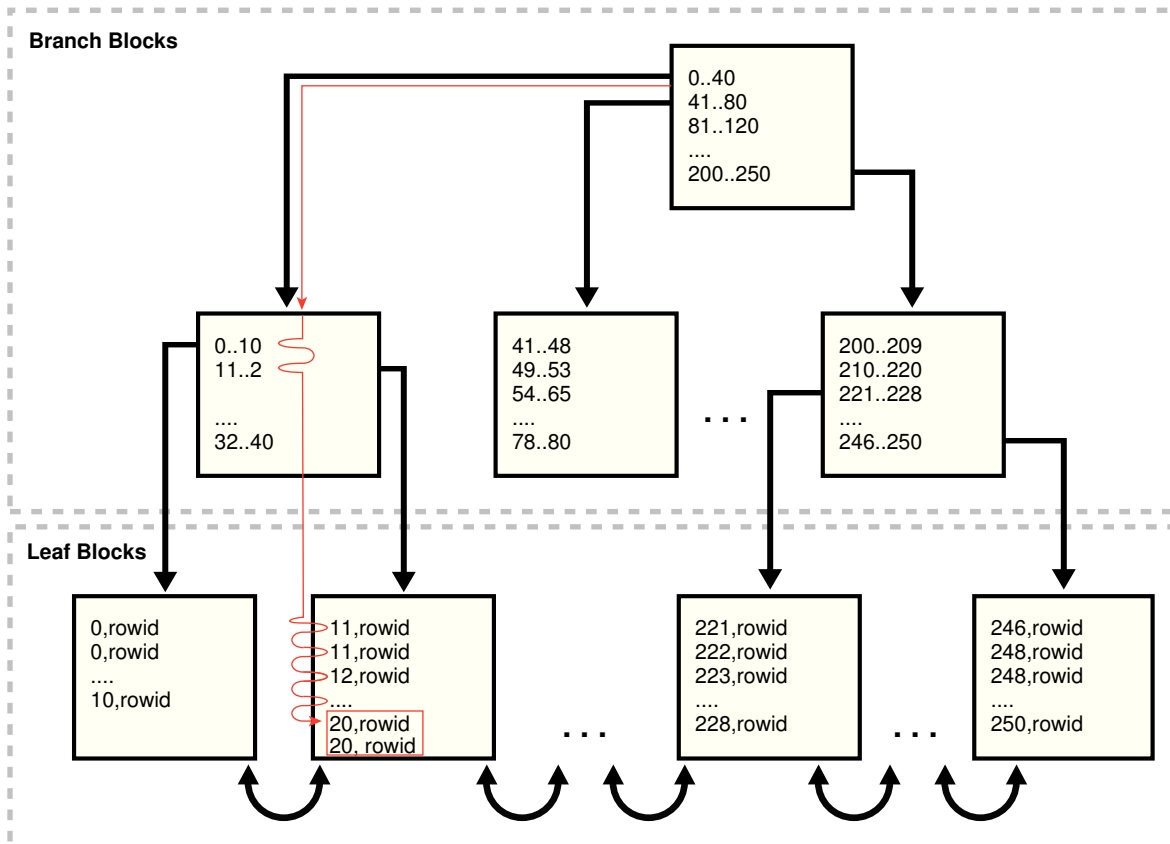 Branch Blocks
0..40
41..80
81..120
....
200..250
0..10
11..2
....
32..40
41..48
49..53
54..65
....
78..80
...
200..209
210..220
221..228
....
246..250
Leaf Blocks
0,rowid
0,rowid
....
10,rowid
11,rowid
11,rowid
12,rowid
....
20,rowid
20, rowid
...
221,rowid
222,rowid
223,rowid
....
228,rowid
...
246,rowid
248,rowid
248,rowid
....
250,rowid